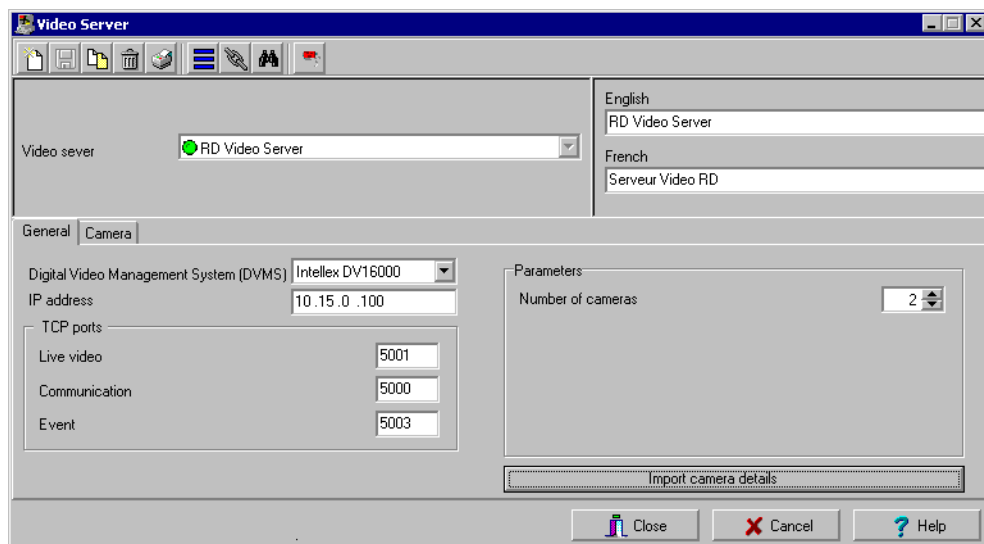 Video Server
English
RD Video Server
Video sever
RD Video Server
French
Serveur Video RD
General
Camera
Digital Video Management System (DVMS)
Intellex DV16000
IP address
10 .15 .0 .100
TCP ports
Live video
5001
Communication
5000
Event
5003
Parameters
Number of cameras
2
Import camera details
Close
Cancel
? Help